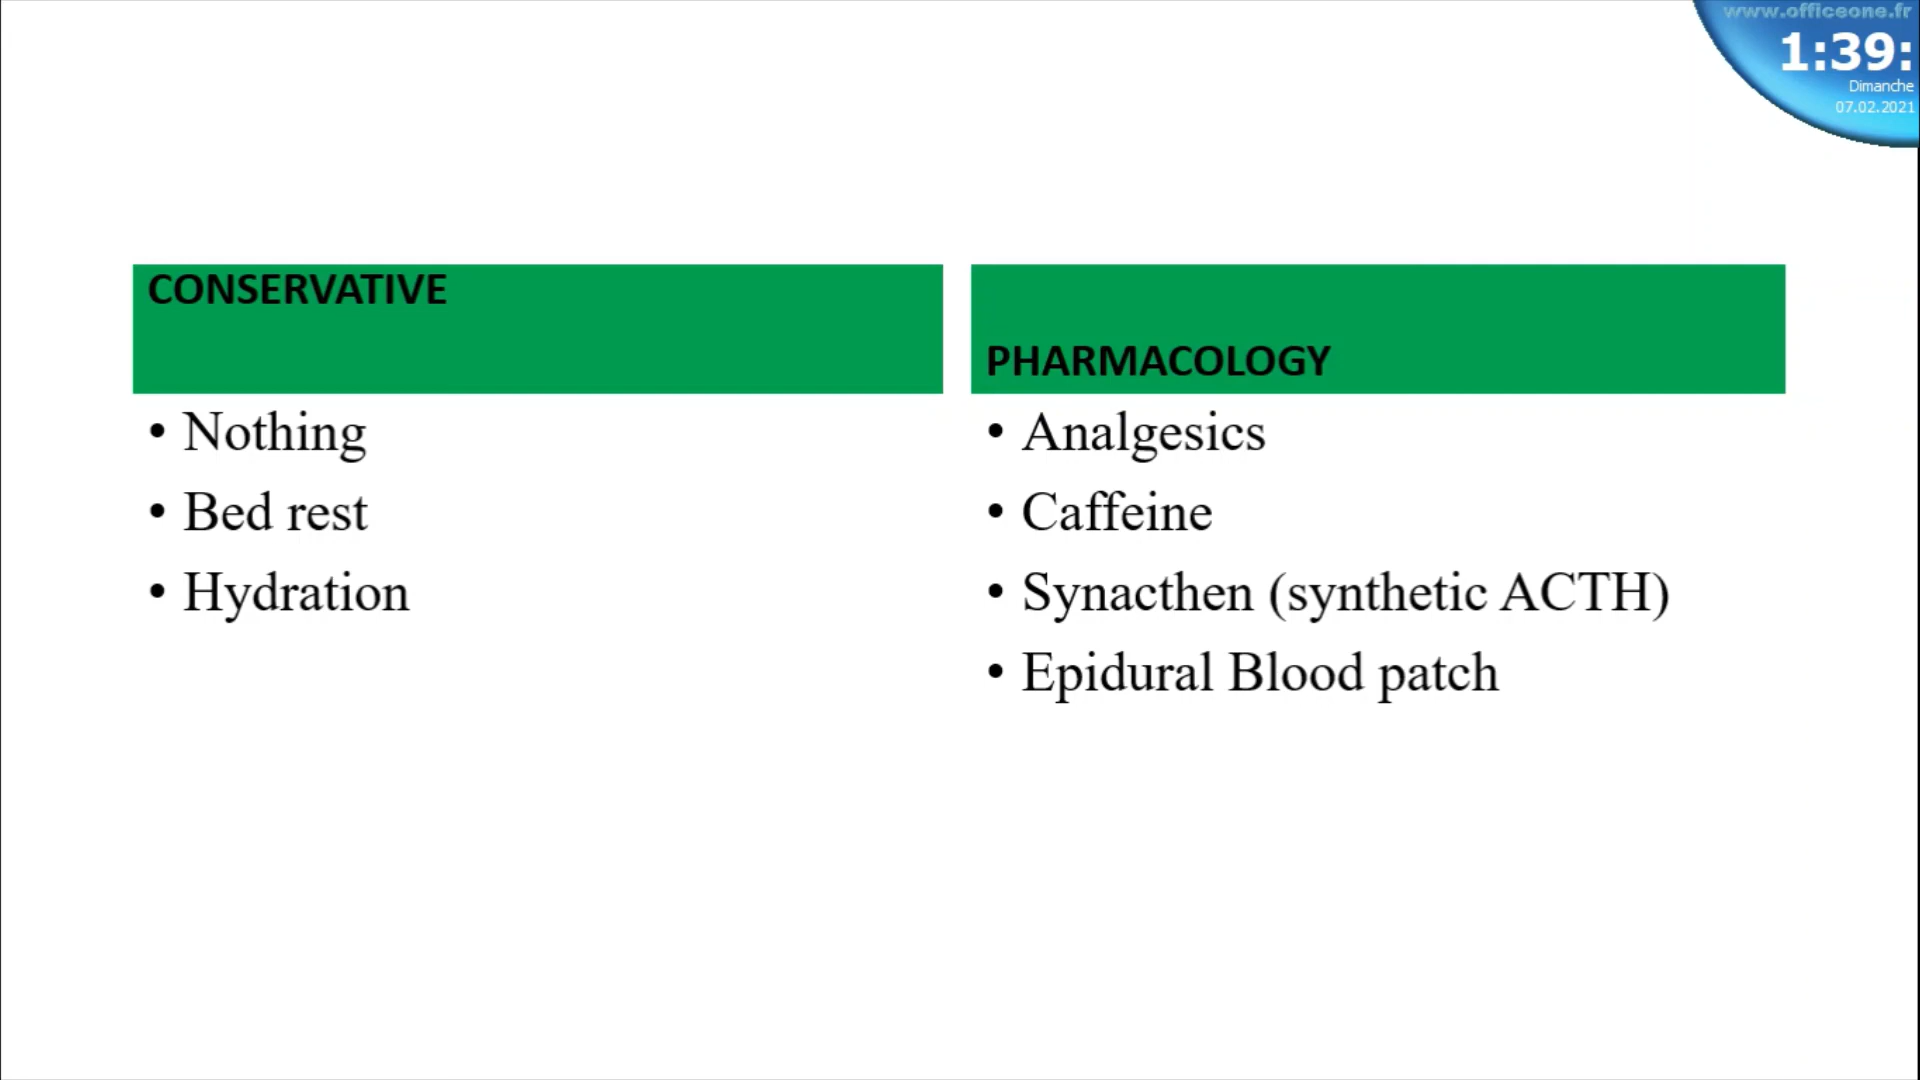 www.officeone.fr
1:39:
Dimanche
07.02.2021
CONSERVATIVE
• Nothing
• Bed rest
• Hydration
PHARMACOLOGY
• Analgesics
• Caffeine
• Synacthen (synthetic ACTH)
• Epidural Blood patch